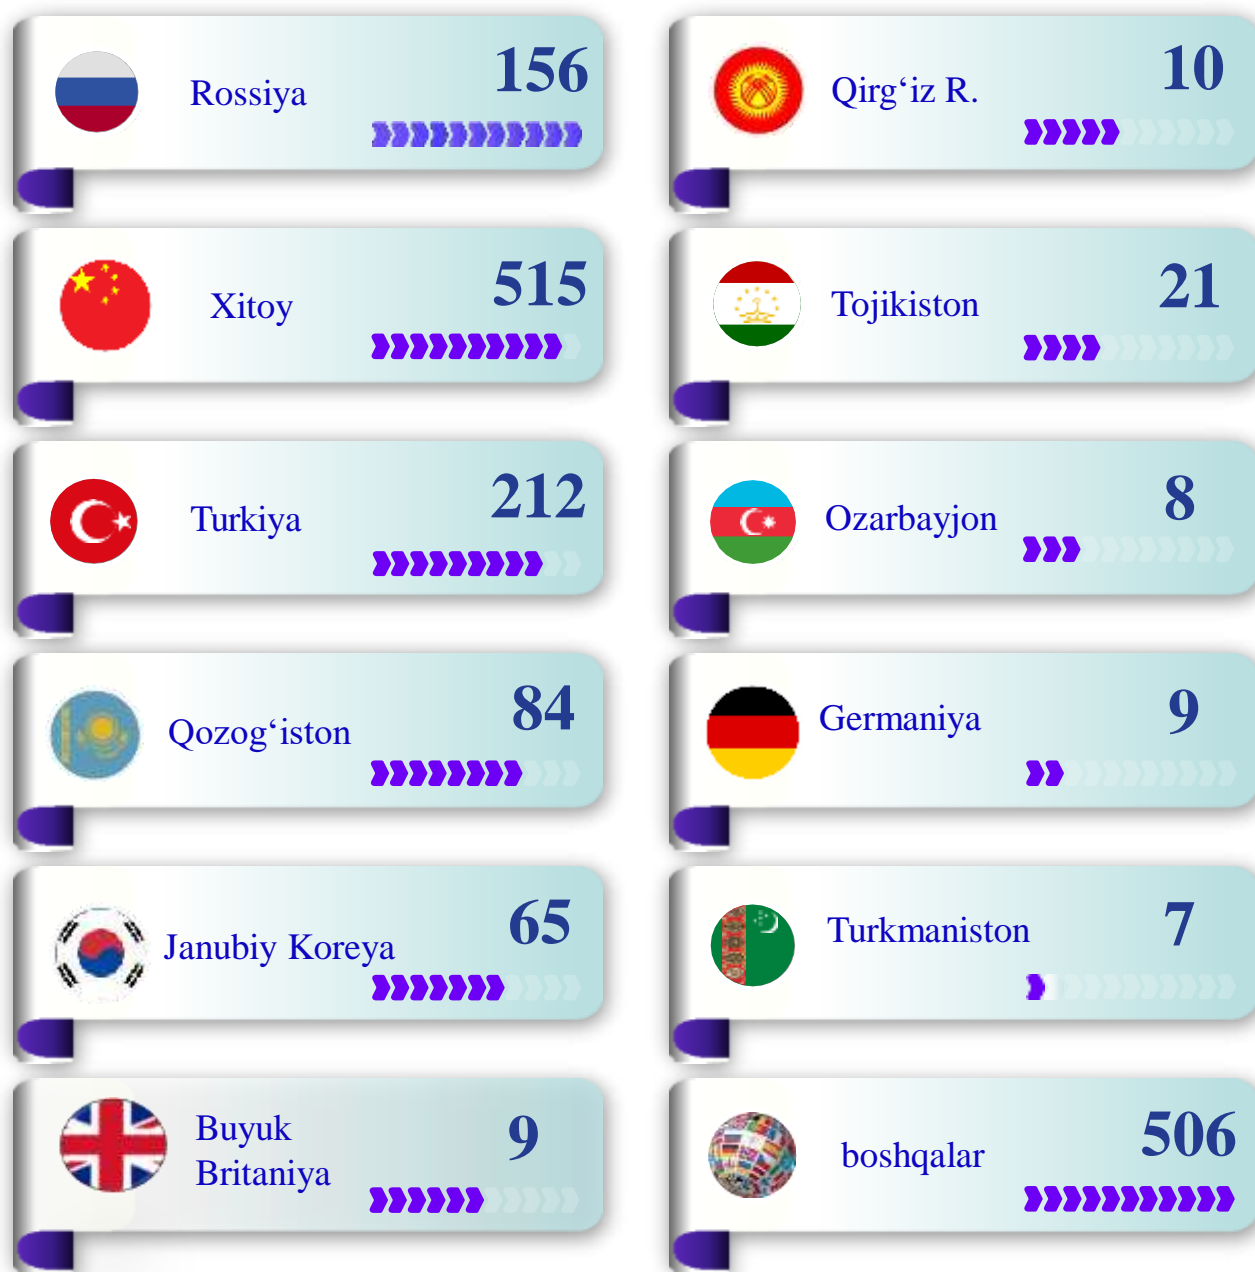 Rossiya
156
Xitoy
515
Turkiya
212
Qozog‘iston
84
Janubiy Koreya
65
Buyuk
Britaniya
9
Qirg‘iz R.
10
Tojikiston
21
Ozarbayjon
8
Germaniya
9
Turkmaniston
7
boshqalar
506